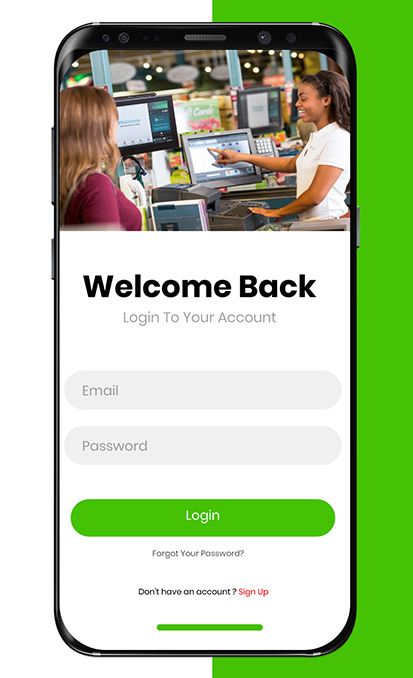 Welcome Back
Login To Your Account
Email
Password
Login
Forgot Your Password?
Don't have an account ? Sign Up